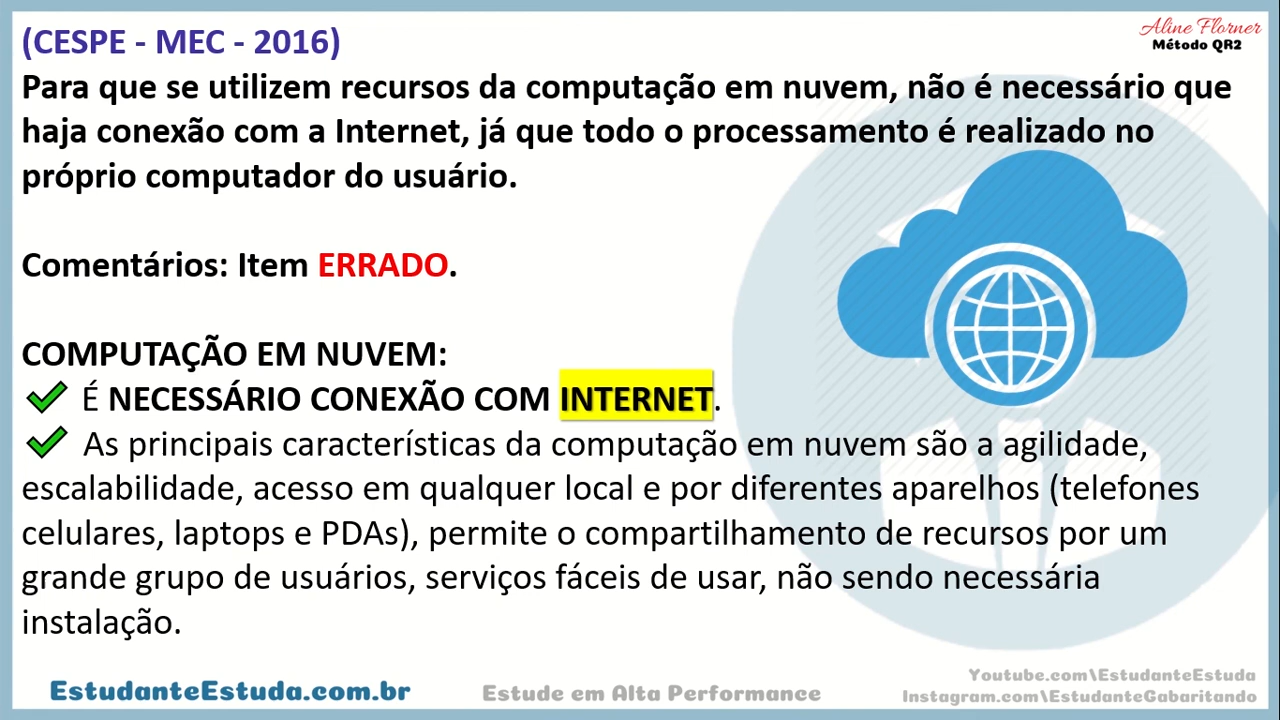 Aline Florner
Método QR2
(CESPE - MEC - 2016)
Para que se utilizem recursos da computação em nuvem, não é necessário que
haja conexão com a Internet, já que todo o processamento é realizado no
próprio computador do usuário.
Comentários: Item ERRADO.
COMPUTAÇÃO EM NUVEM:
É NECESSÁRIO CONEXÃO COM INTERNET.
As principais características da computação em nuvem são a agilidade,
escalabilidade, acesso em qualquer local e por diferentes aparelhos (telefones
celulares, laptops e PDAs), permite o compartilhamento de recursos por um
grande grupo de usuários, serviços fáceis de usar, não sendo necessária
instalação.
EstudanteEstuda.com.br
Estude em Alta Performance
Youtube.com\EstudanteEstuda
Instagram.com\EstudanteGabaritando